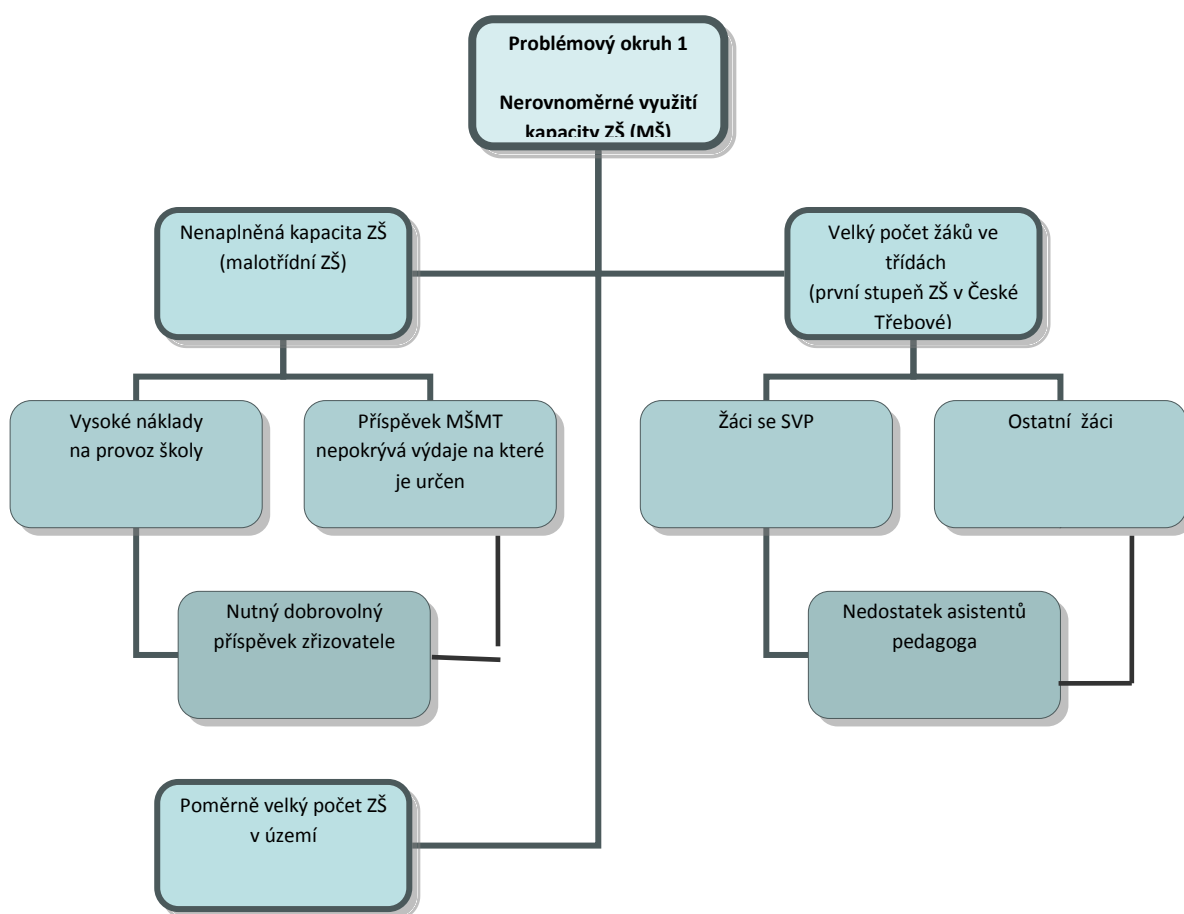 Problémový okruh 1
Nerovnoměrné využití
kapacity ZŠ (MŠ)
Nenaplněná kapacita ZŠ
(malotřídní ZŠ)
Velký počet žáků ve
třídách
(první stupeň ZŠ v České
Třebové)
Vysoké náklady
na provoz školy
Příspěvek MŠMT
nepokrývá výdaje na které
je určen
Žáci se SVP
Ostatní  žáci
Nutný dobrovolný
příspěvek zřizovatele
Nedostatek asistentů
pedagoga
Poměrně velký počet ZŠ
v území